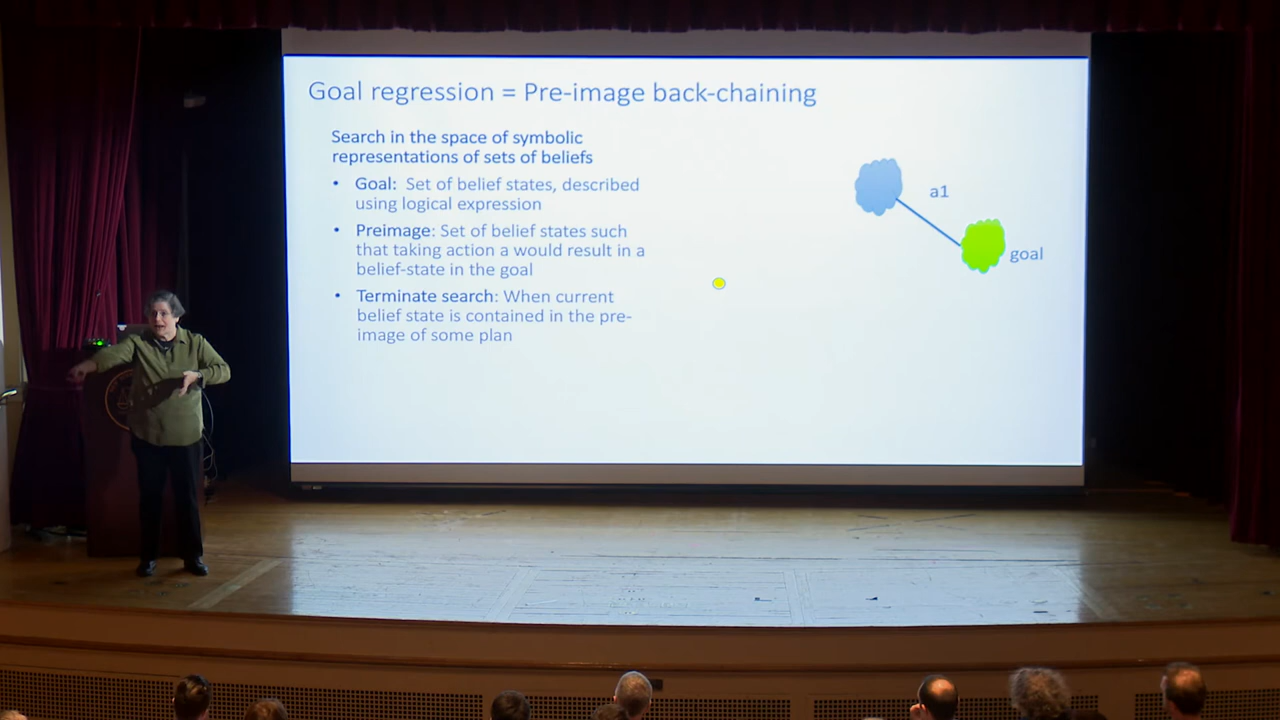 Goal regression = Pre-image back-chaining
Search in the space of symbolic
representations of sets of beliefs
• Goal: Set of belief states, described
using logical expression
• Preimage: Set of belief states such
that taking action a would result in a
belief-state in the goal
• Terminate search: When current
belief state is contained in the pre-
image of some plan
a1
goal